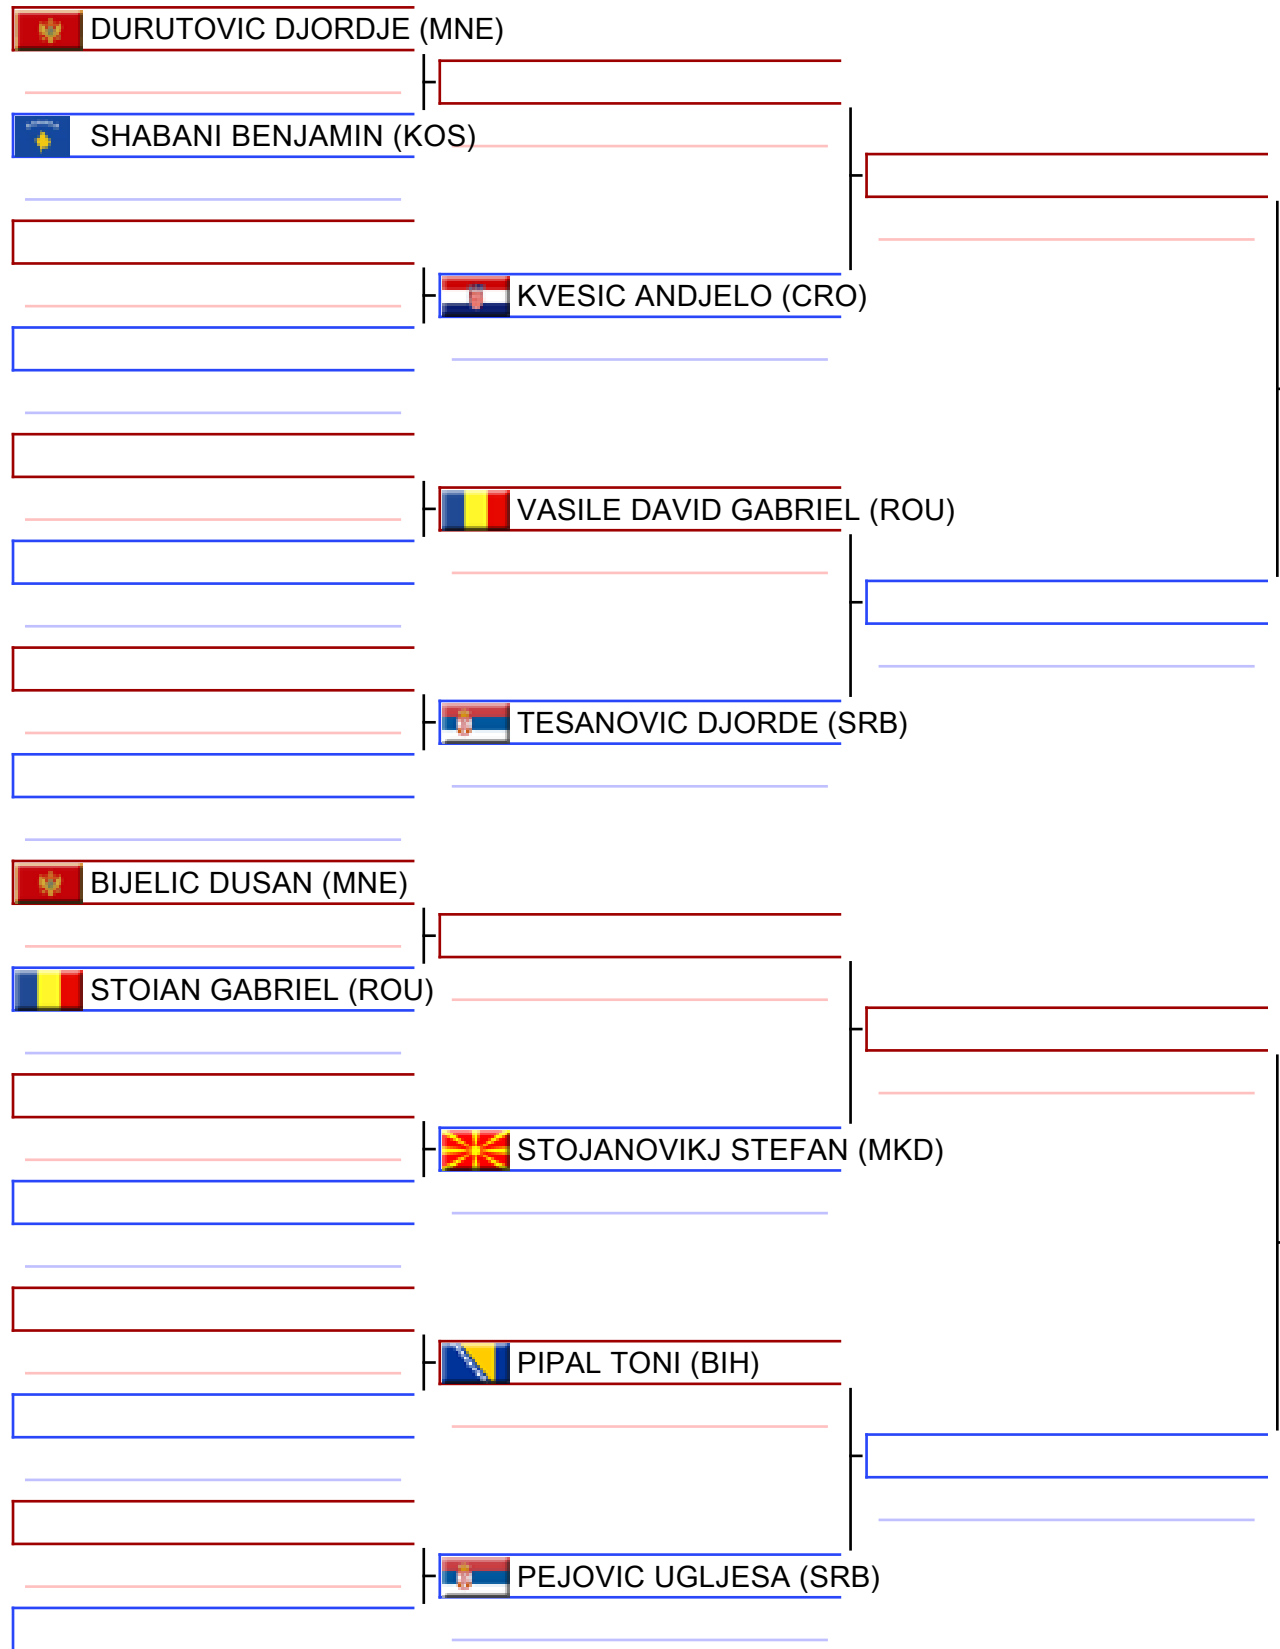 DURUTOVIC DJORDJE (MNE)
SHABANI BENJAMIN (KOS)
KVESIC ANDJELO (CRO)
VASILE DAVID GABRIEL (ROU)
TESANOVIC DJORDE (SRB)
BIJELIC DUSAN (MNE)
STOIAN GABRIEL (ROU)
STOJANOVIKJ STEFAN (MKD)
PIPAL TONI (BIH)
PEJOVIC UGLJESA (SRB)